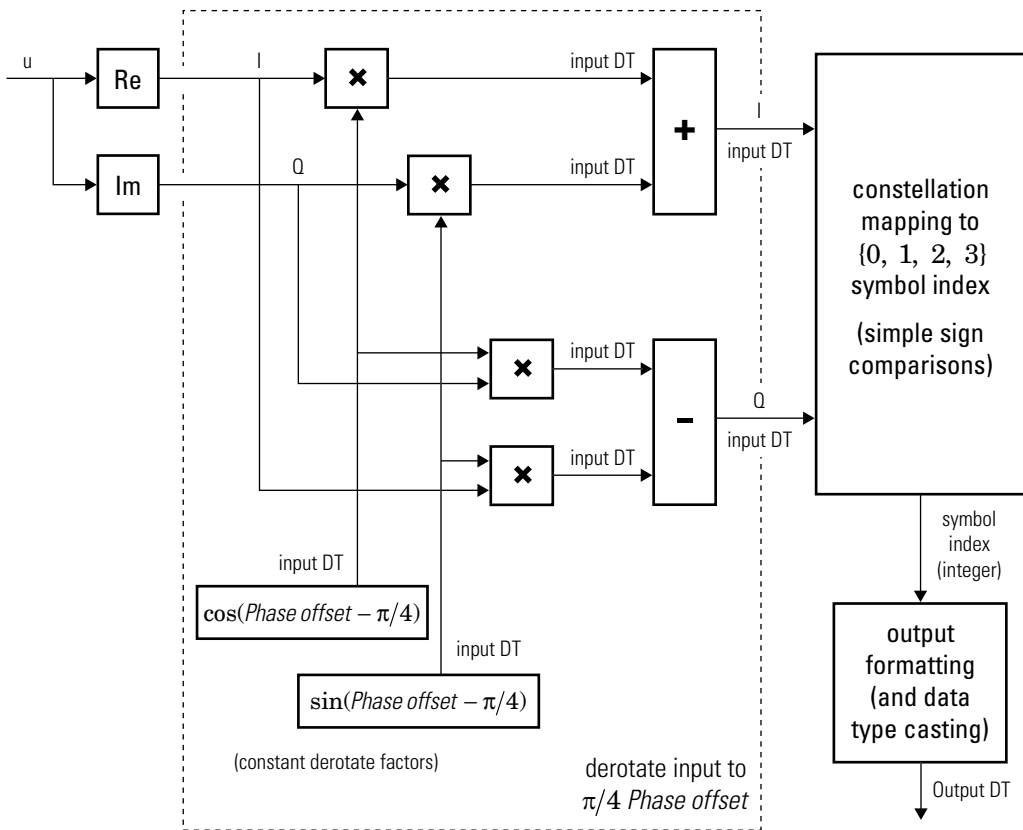 u
Re
I
×
input DT
+
I
input DT
Im
Q
×
input DT
constellation
mapping to
{0, 1, 2, 3}
symbol index
(simple sign
comparisons)
×
input DT
−
Q
input DT
×
input DT
symbol
index
(integer)
input DT
cos(Phase offset − π/4)
input DT
sin(Phase offset − π/4)
output
formatting
(and data
type casting)
(constant derotate factors)
derotate input to
π/4 Phase offset
Output DT